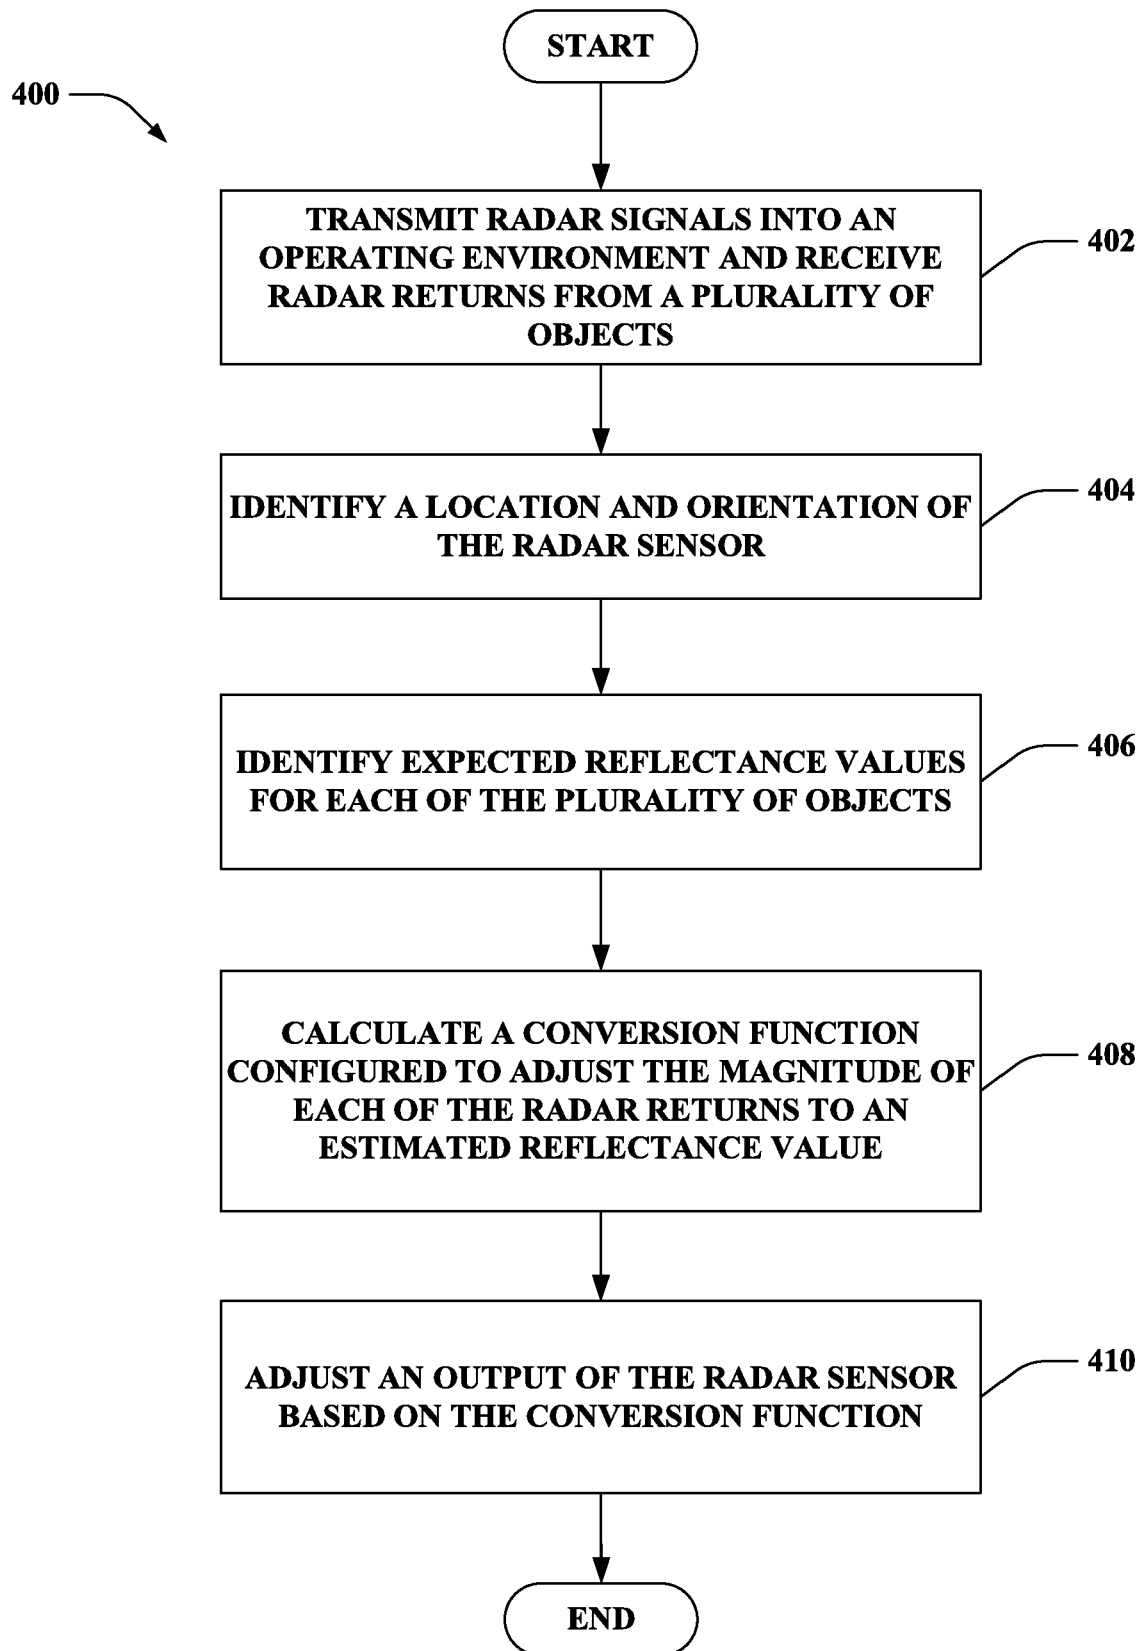 START
400
TRANSMIT RADAR SIGNALS INTO AN
OPERATING ENVIRONMENT AND RECEIVE
RADAR RETURNS FROM A PLURALITY OF
OBJECTS
402
IDENTIFY A LOCATION AND ORIENTATION OF
THE RADAR SENSOR
404
IDENTIFY EXPECTED REFLECTANCE VALUES
FOR EACH OF THE PLURALITY OF OBJECTS
406
CALCULATE A CONVERSION FUNCTION
CONFIGURED TO ADJUST THE MAGNITUDE OF
EACH OF THE RADAR RETURNS TO AN
ESTIMATED REFLECTANCE VALUE
408
ADJUST AN OUTPUT OF THE RADAR SENSOR
BASED ON THE CONVERSION FUNCTION
410
END